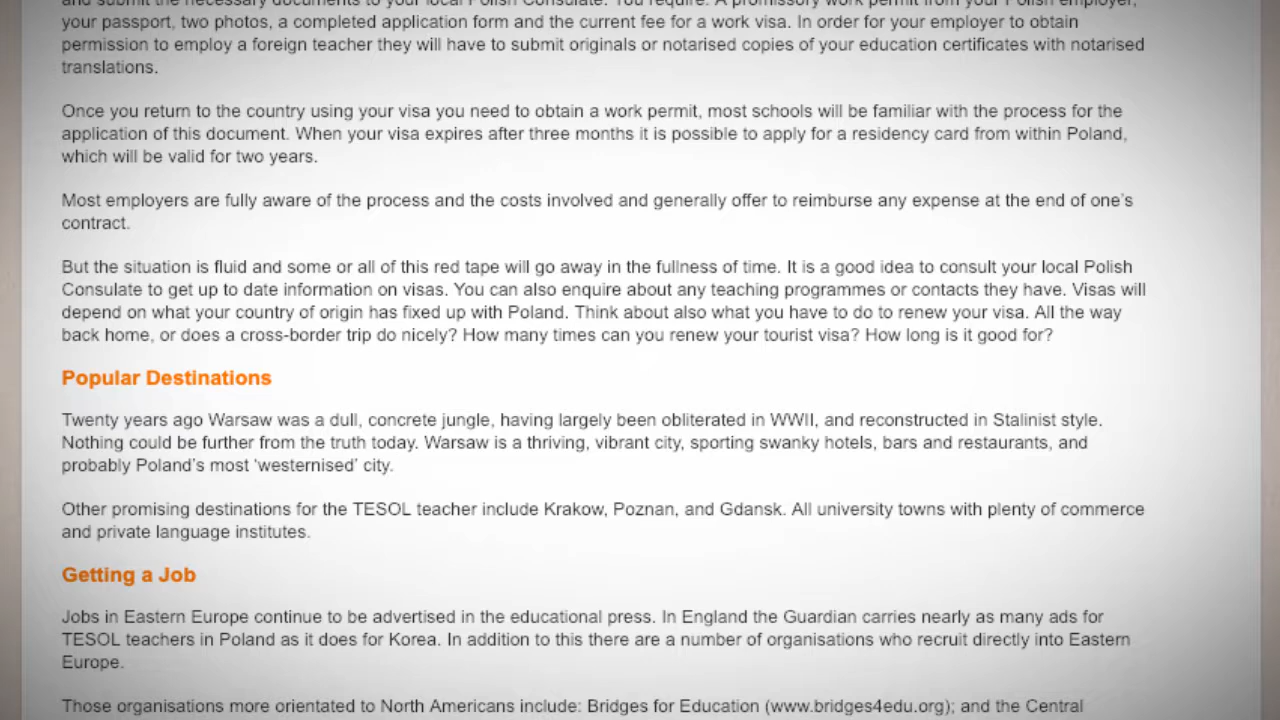 and submit the necessary documents to your local Polish Consulate. You require: A promissory work permit from your Polish employer,
your passport, two photos, a completed application form and the current fee for a work visa. In order for your employer to obtain
permission to employ a foreign teacher they will have to submit originals or notarised copies of your education certificates with notarised
translations.
Once you return to the country using your visa you need to obtain a work permit, most schools will be familiar with the process for the
application of this document. When your visa expires after three months it is possible to apply for a residency card from within Poland,
which will be valid for two years.
Most employers are fully aware of the process and the costs involved and generally offer to reimburse any expense at the end of one's
contract.
But the situation is fluid and some or all of this red tape will go away in the fullness of time. It is a good idea to consult your local Polish
Consulate to get up to date information on visas. You can also enquire about any teaching programmes or contacts they have. Visas will
depend on what your country of origin has fixed up with Poland. Think about also what you have to do to renew your visa. All the way
back home, or does a cross-border trip do nicely? How many times can you renew your tourist visa? How long is it good for?
Popular Destinations
Twenty years ago Warsaw was a dull, concrete jungle, having largely been obliterated in WWII, and reconstructed in Stalinist style.
Nothing could be further from the truth today. Warsaw is a thriving, vibrant city, sporting swanky hotels, bars and restaurants, and
probably Poland's most 'westernised' city.
Other promising destinations for the TESOL teacher include Krakow, Poznan, and Gdansk. All university towns with plenty of commerce
and private language institutes.
Getting a Job
Jobs in Eastern Europe continue to be advertised in the educational press. In England the Guardian carries nearly as many ads for
TESOL teachers in Poland as it does for Korea. In addition to this there are a number of organisations who recruit directly into Eastern
Europe.
Those organisations more orientated to North Americans include: Bridges for Education (www.bridges4edu.org); and the Central